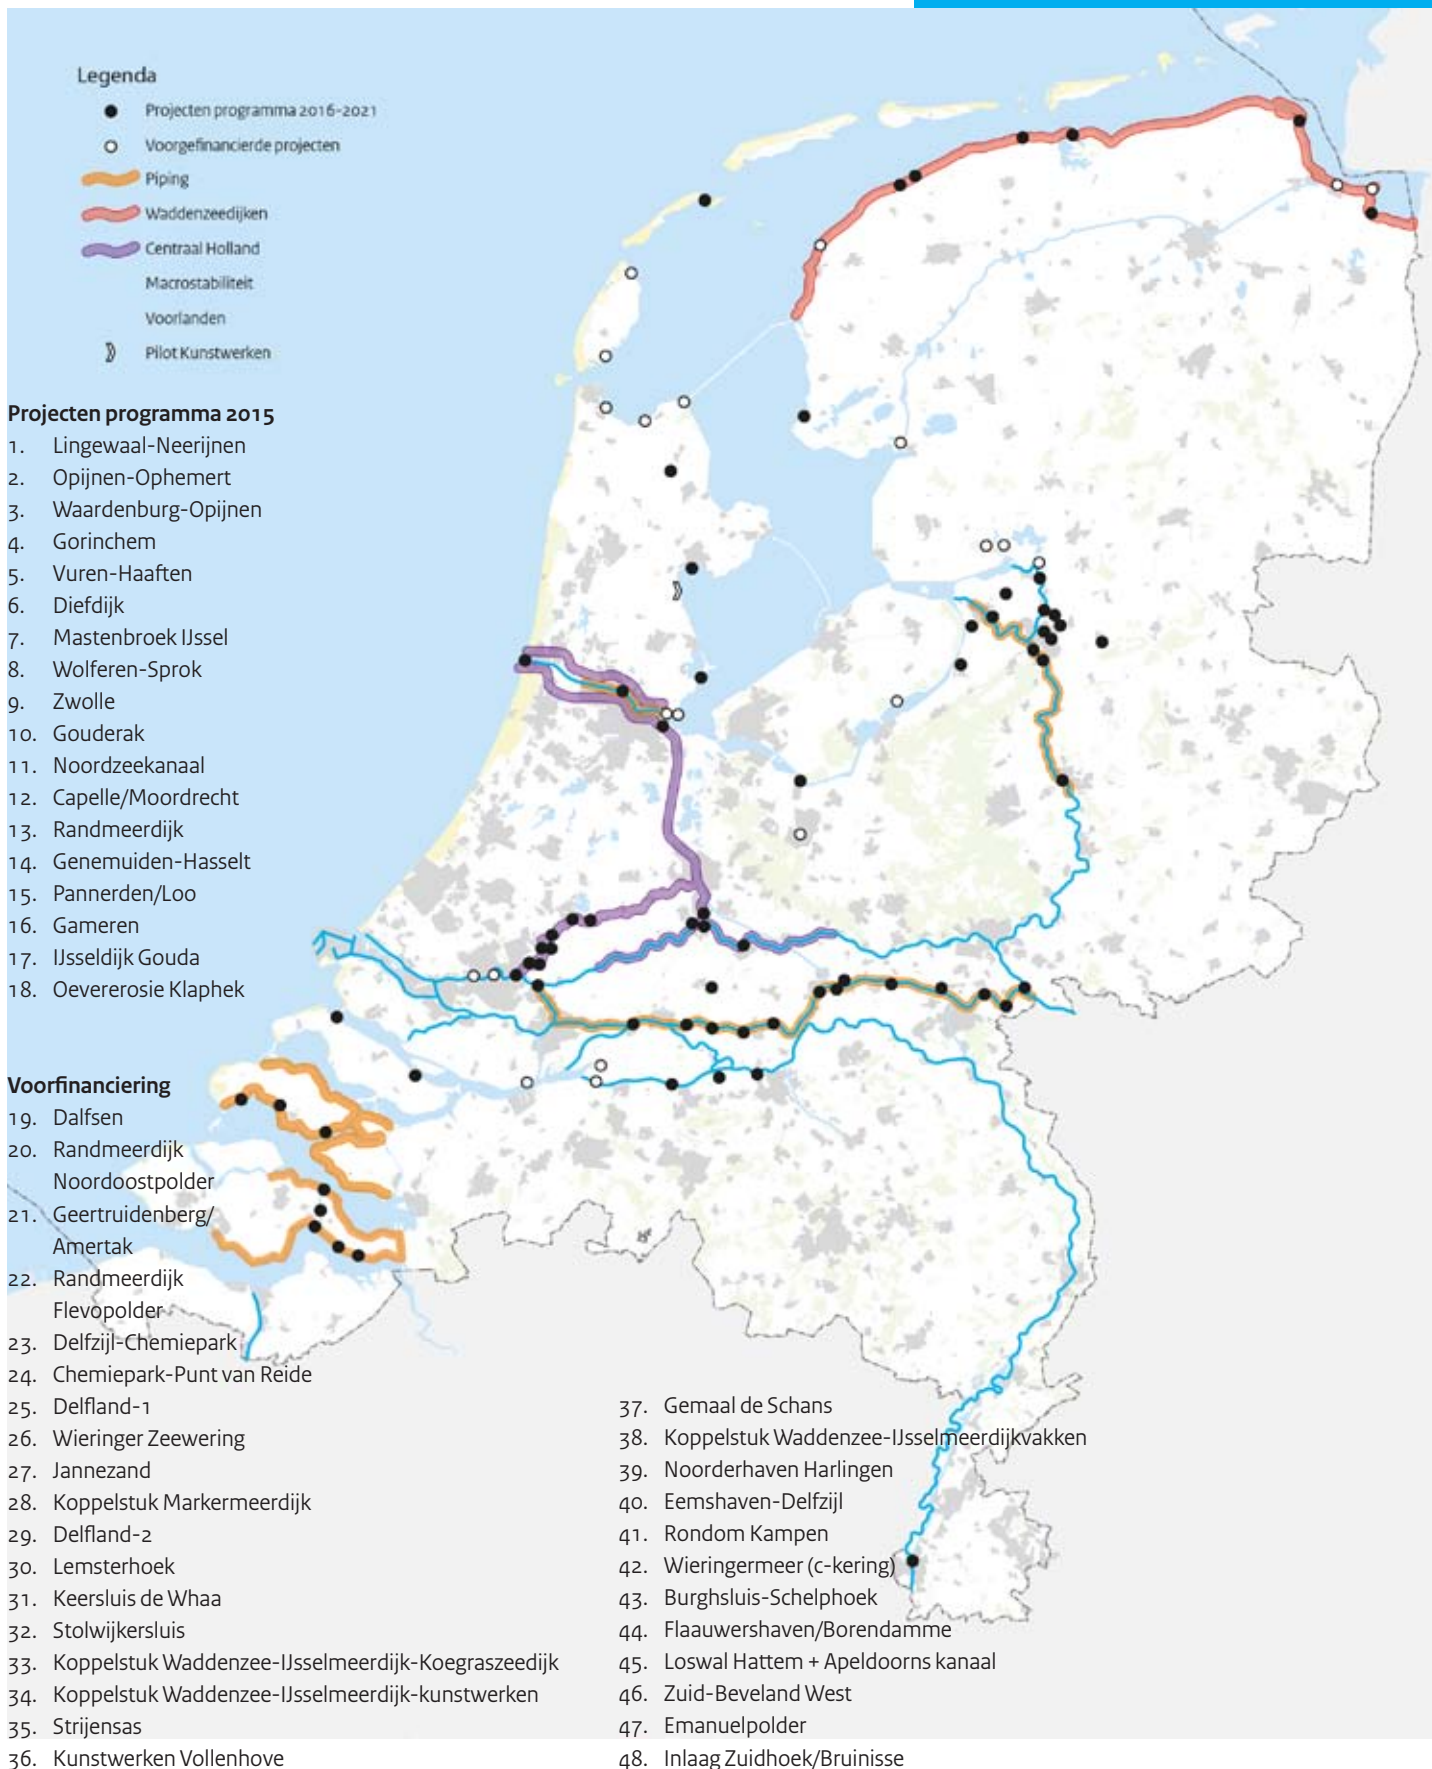 Legenda
Projecten programma 2016-2021
Voorgefinancierde projecten
Piping
Waddenzeedijken
Centraal Holland
Macrostabiliteit
Voorlanden
Pilot Kunstwerken
Projecten programma 2015
1. Lingewaal-Neerijnen
2. Opijnen-Ophemert
3. Waardenburg-Opijnen
4. Gorinchem
5. Vuren-Haaften
6. Diefdijk
7. Mastenbroek IJssel
8. Wolferen-Sprok
9. Zwolle
10. Gouderak
11. Noordzeekanaal
12. Capelle/Moordrecht
13. Randmeerdijk
14. Genemuiden-Hasselt
15. Pannerden/Loo
16. Gameren
17. IJsseldijk Gouda
18. Oevererosie Klaphek
Voorfinanciering
19. Dalfsen
20. Randmeerdijk
Noordoostpolder
21. Geertruidenberg/
Amertak
22. Randmeerdijk
Flevopolder
23. Delfzijl-Chemiepark
24. Chemiepark-Punt van Reide
25. Delfland-1
26. Wieringer Zeewering
27. Jannezand
28. Koppelstuk Markermeerdijk
29. Delfland-2
30. Lemsterhoek
31. Keersluis de Whaa
32. Stolwijkersluis
33. Koppelstuk Waddenzee-IJsselmeerdijk-Koegraszeedijk
34. Koppelstuk Waddenzee-IJsselmeerdijk-kunstwerken
35. Strijensas
36. Kunstwerken Vollenhove
37. Gemaal de Schans
38. Koppelstuk Waddenzee-IJsselmeerdijkvakken
39. Noorderhaven Harlingen
40. Eemshaven-Delfzijl
41. Rondom Kampen
42. Wieringermeer (c-kering)
43. Burghsluis-Schelphoek
44. Flaauwershaven/Borendamme
45. Loswal Hattem + Apeldoorns kanaal
46. Zuid-Beveland West
47. Emanuelpolder
48. Inlaag Zuidhoek/Bruinisse